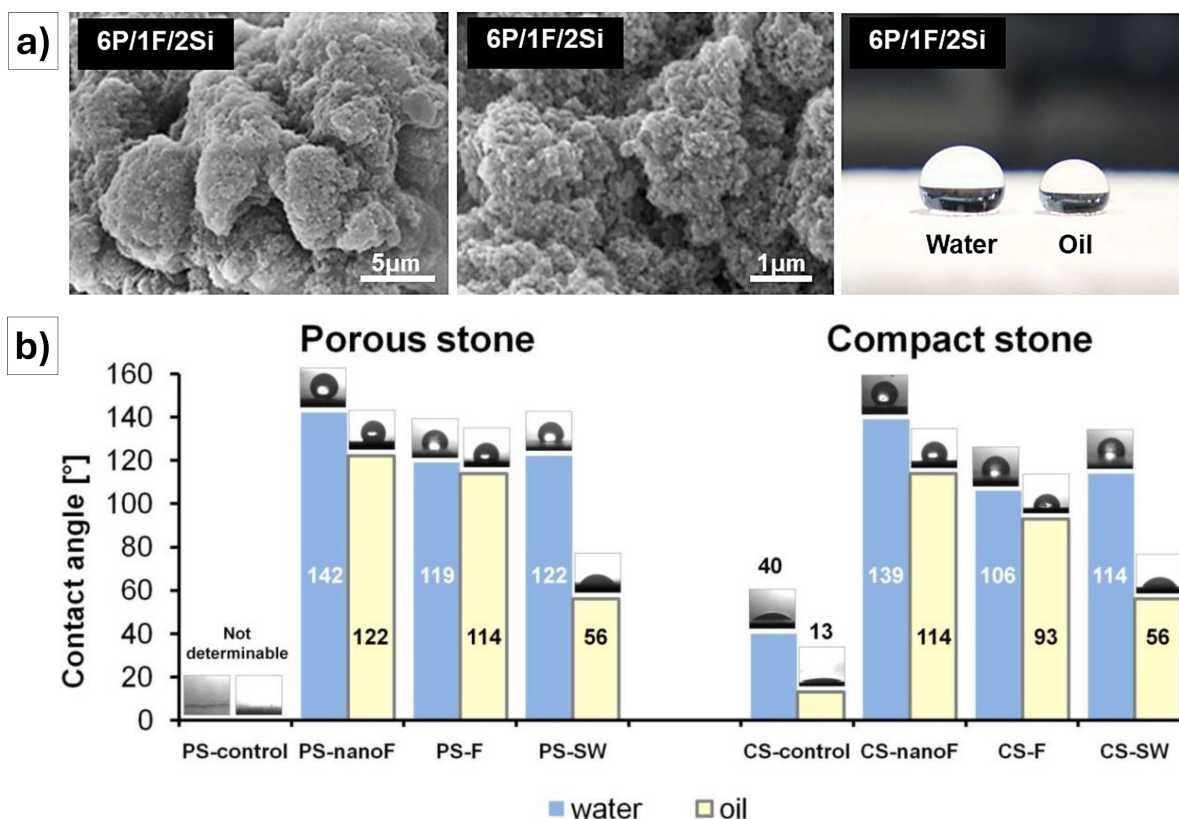 a)
6P/1F/2Si
5μm
6P/1F/2Si
1μm
6P/1F/2Si
Water
Oil
b)
Porous stone
Compact stone
Contact angle [°]
160
140
120
100
80
60
40
20
0
Not
determinable
142
122
119
114
122
56
40
13
139
114
106
93
114
56
PS-control
PS-nanoF
PS-F
PS-SW
CS-control
CS-nanoF
CS-F
CS-SW
water
oil